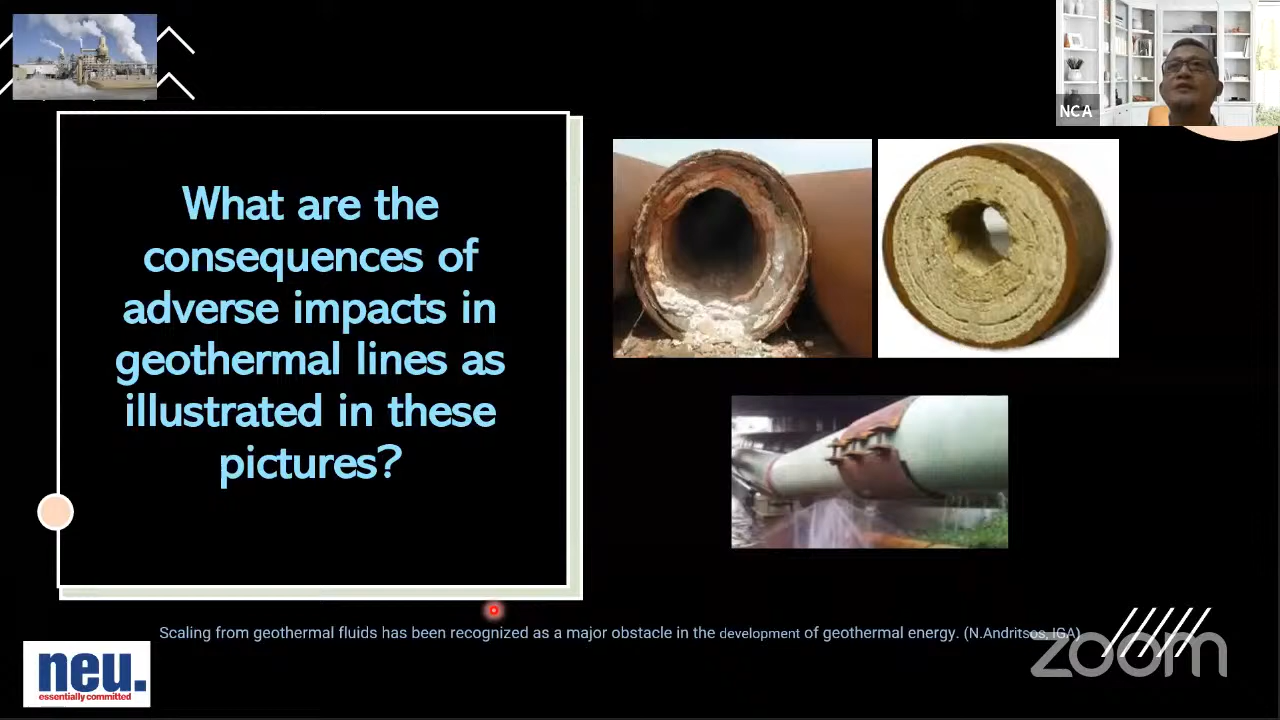 NCA
What are the
consequences of
adverse impacts in
geothermal lines as
illustrated in these
pictures?
Scaling from geothermal fluids has been recognized as a major obstacle in the development of geothermal energy. (N.Andritsos, IGA)
neu.
essentially committed
zoom